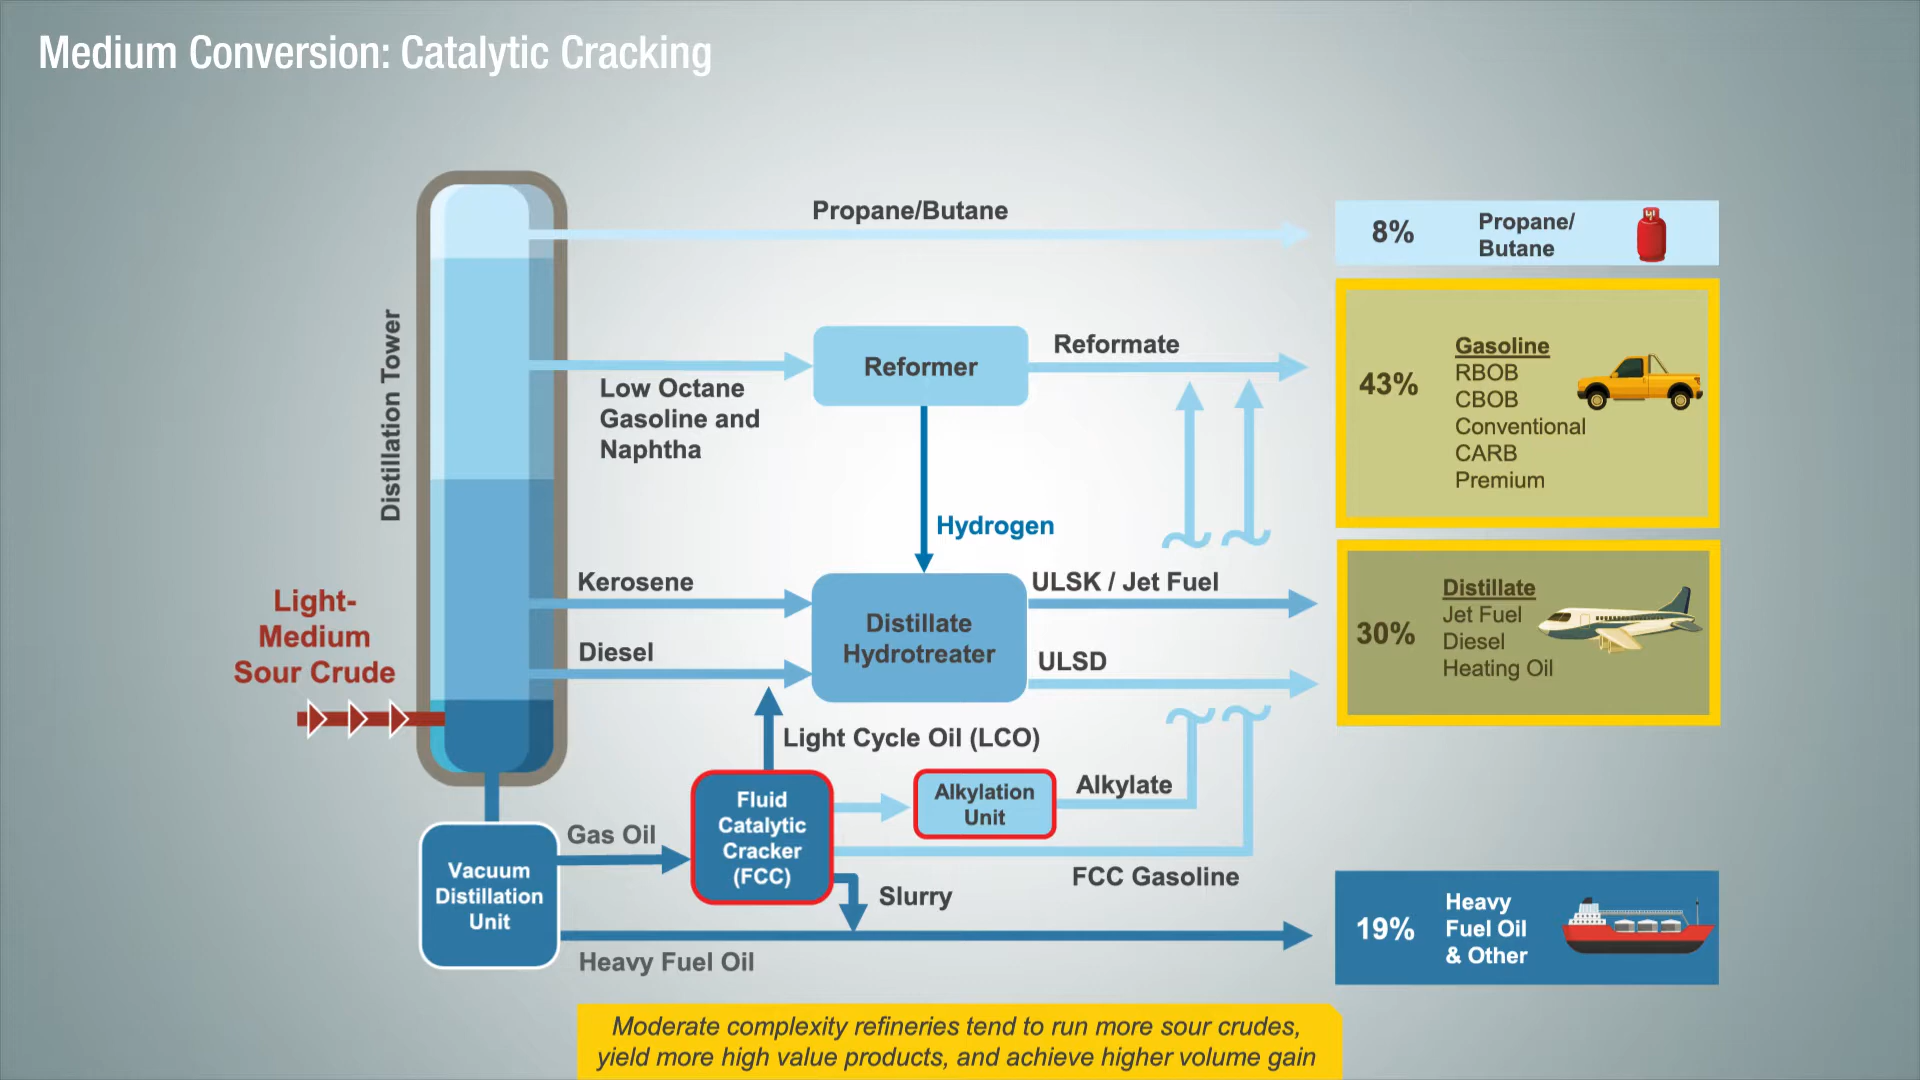 Medium Conversion: Catalytic Cracking
Propane/Butane
8%
Propane/
Butane
Distillation Tower
Reformer
Reformate
Low Octane
Gasoline and
Naphtha
43%
Gasoline
RBOB
CBOB
Conventional
CARB
Premium
Hydrogen
Light-
Medium
Sour Crude
Kerosene
Diesel
Distillate
Hydrotreater
ULSK / Jet Fuel
ULSD
30%
Distillate
Jet Fuel
Diesel
Heating Oil
Light Cycle Oil (LCO)
Vacuum
Distillation
Unit
Gas Oil
Fluid
Catalytic
Cracker
(FCC)
Alkylation
Unit
Alkylate
FCC Gasoline
Slurry
Heavy Fuel Oil
19%
Heavy
Fuel Oil
& Other
Moderate complexity refineries tend to run more sour crudes,
yield more high value products, and achieve higher volume gain